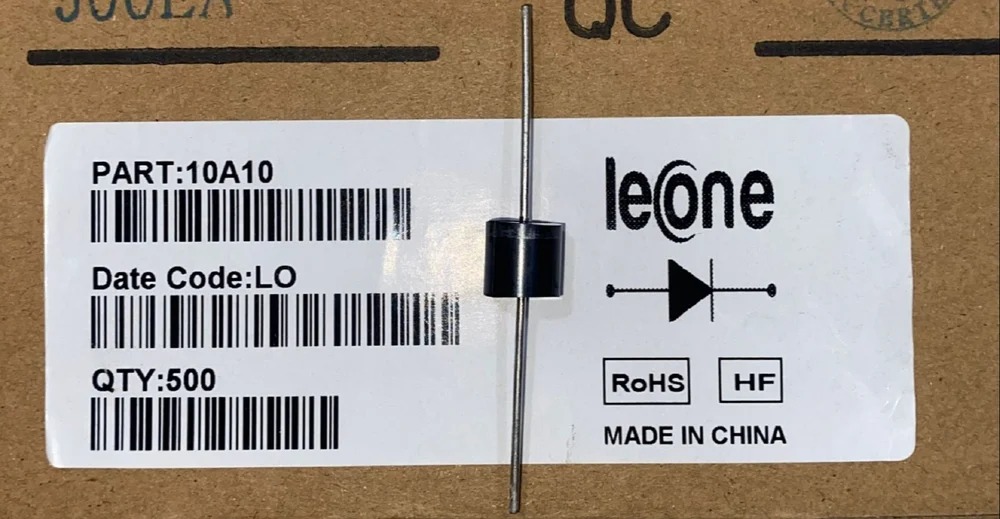 QC
PART:10A10
Date Code:LO
QTY:500
leCone
RoHS
HF
MADE IN CHINA